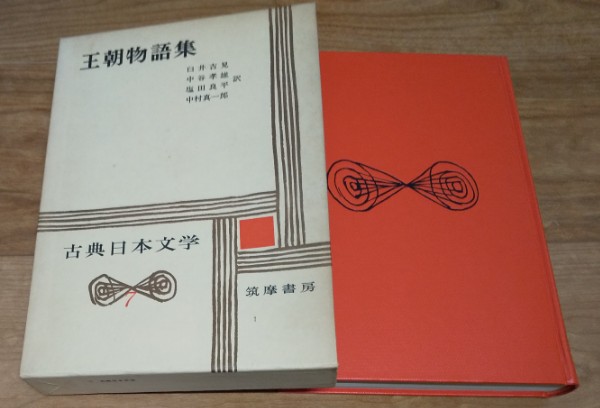 王朝物語集
臼井吉見
中谷孝雄
塩田良平
中村真一郎
訳
古典日本文学
7
筑摩書房
1